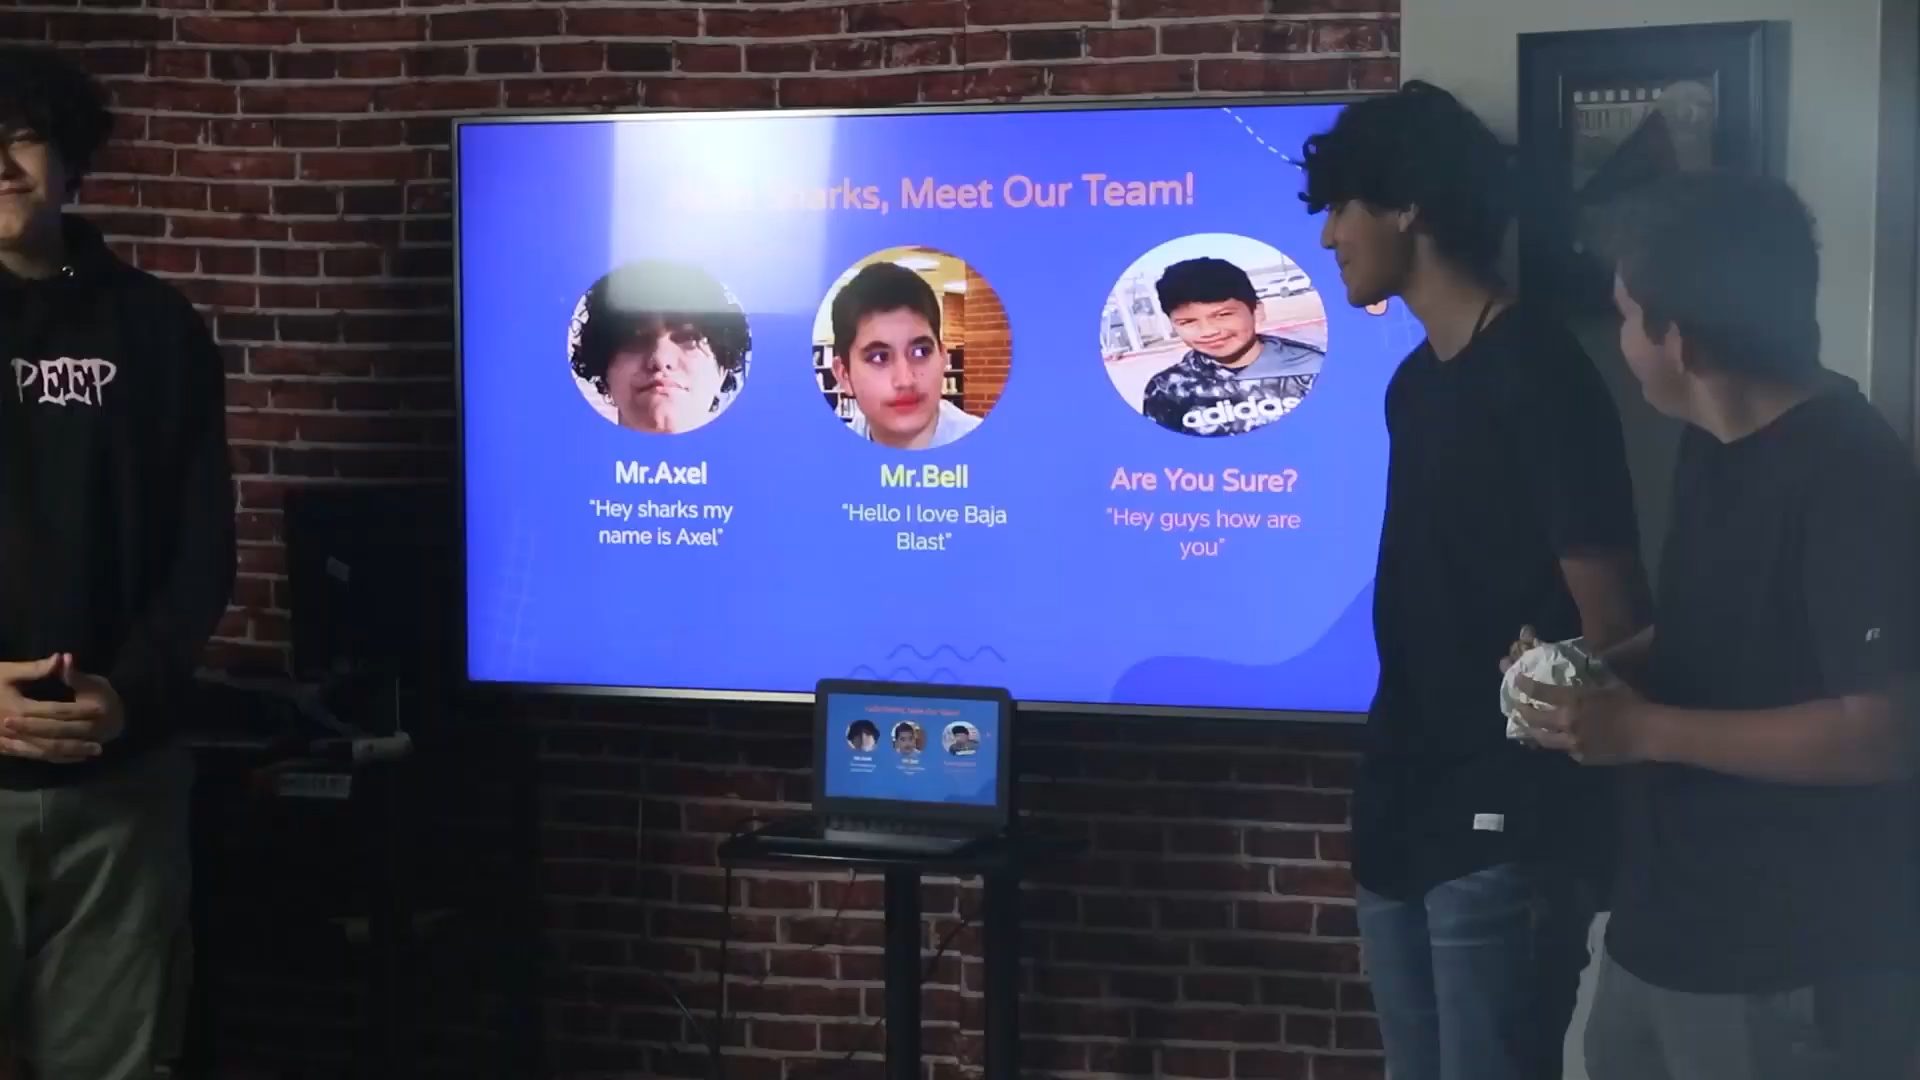 Sharks, Meet Our Team!
PEEP
adidas
Mr.Axel
Mr.Bell
Are You Sure?
"Hey sharks my
name is Axel"
"Hello I love Baja
Blast"
"Hey guys how are
you"